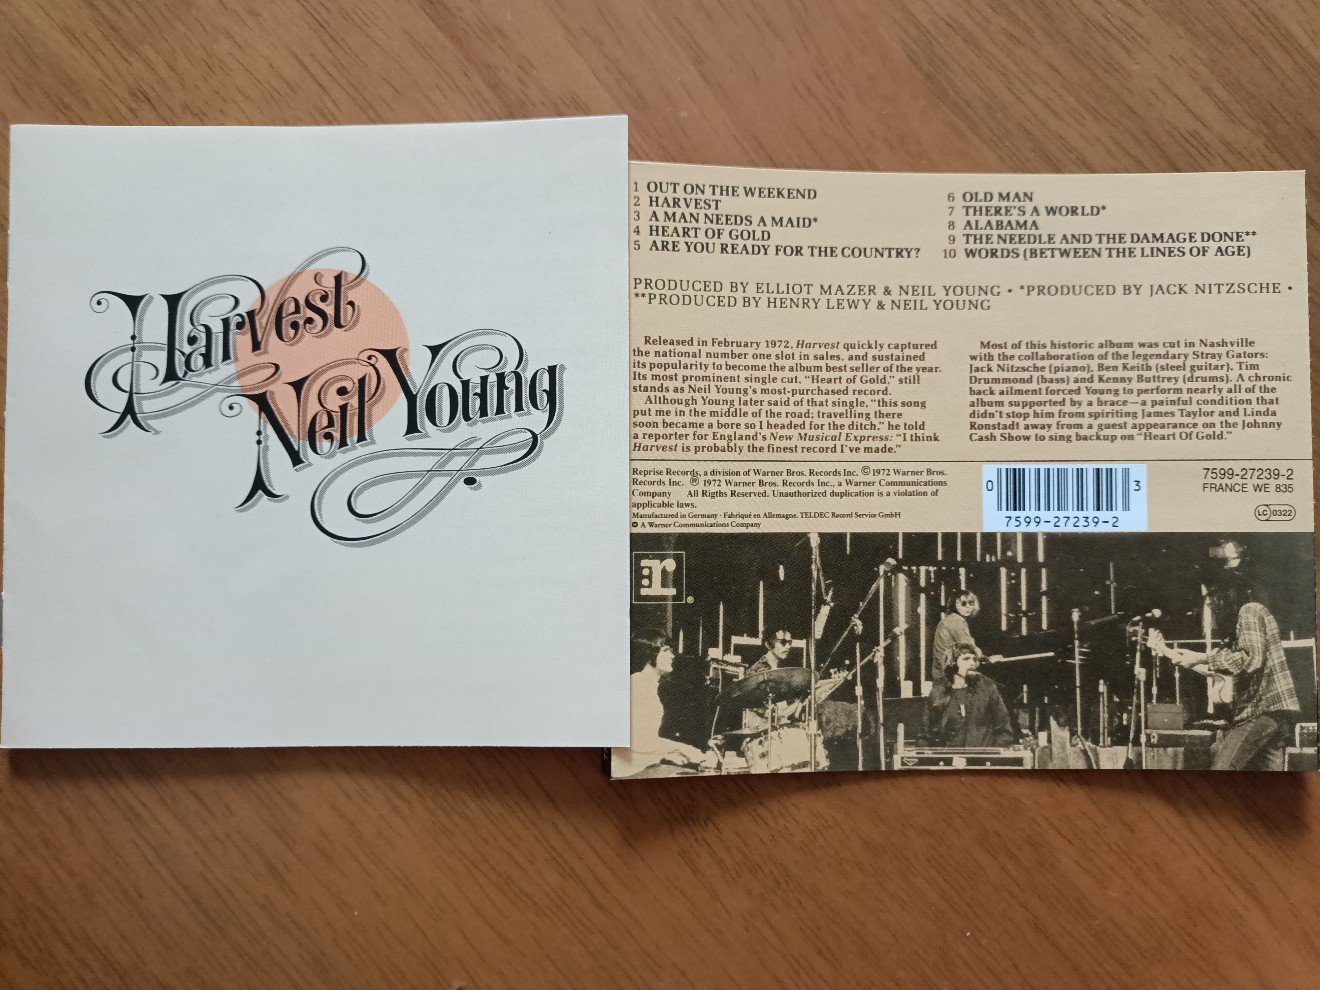 Harvest
Neil Young
1 OUT ON THE WEEKEND
2 HARVEST
3 A MAN NEEDS A MAID*
4 HEART OF GOLD
5 ARE YOU READY FOR THE COUNTRY?
6 OLD MAN
7 THERE'S A WORLD*
8 ALABAMA
9 THE NEEDLE AND THE DAMAGE DONE**
10 WORDS (BETWEEN THE LINES OF AGE)
PRODUCED BY ELLIOT MAZER & NEIL YOUNG • *PRODUCED BY JACK NITZSCHE •
**PRODUCED BY HENRY LEWY & NEIL YOUNG
Released in February 1972, Harvest quickly captured
the national number one slot in sales, and sustained
its popularity to become the album best seller of the year.
Its most prominent single cut, "Heart of Gold," still
stands as Neil Young's most-purchased record.
Although Young later said of that single, "this song
put me in the middle of the road; travelling there
soon became a bore so I headed for the ditch," he told
a reporter for England's New Musical Express: "I think
Harvest is probably the finest record I've made."
Most of this historic album was cut in Nashville
with the collaboration of the legendary Stray Gators:
Jack Nitzsche (piano), Ben Keith (steel guitar), Tim
Drummond (bass) and Kenny Buttrey (drums). A chronic
back ailment forced Young to perform nearly all of the
album supported by a brace—a painful condition that
didn't stop him from spiriting James Taylor and Linda
Ronstadt away from a guest appearance on the Johnny
Cash Show to sing backup on "Heart Of Gold."
Reprise Records, a division of Warner Bros. Records Inc. ©1972 Warner Bros.
Records Inc. ℗ 1972 Warner Bros. Records Inc., a Warner Communications
Company All Rigths Reserved. Unauthorized duplication is a violation of
applicable laws.
Manufactured in Germany · Fabriqué en Allemagne. TELDEC Record Service GmbH
A Warner Communications Company
0 3
7599-27239-2
7599-27239-2
FRANCE WE 835
LC 0322
r ®